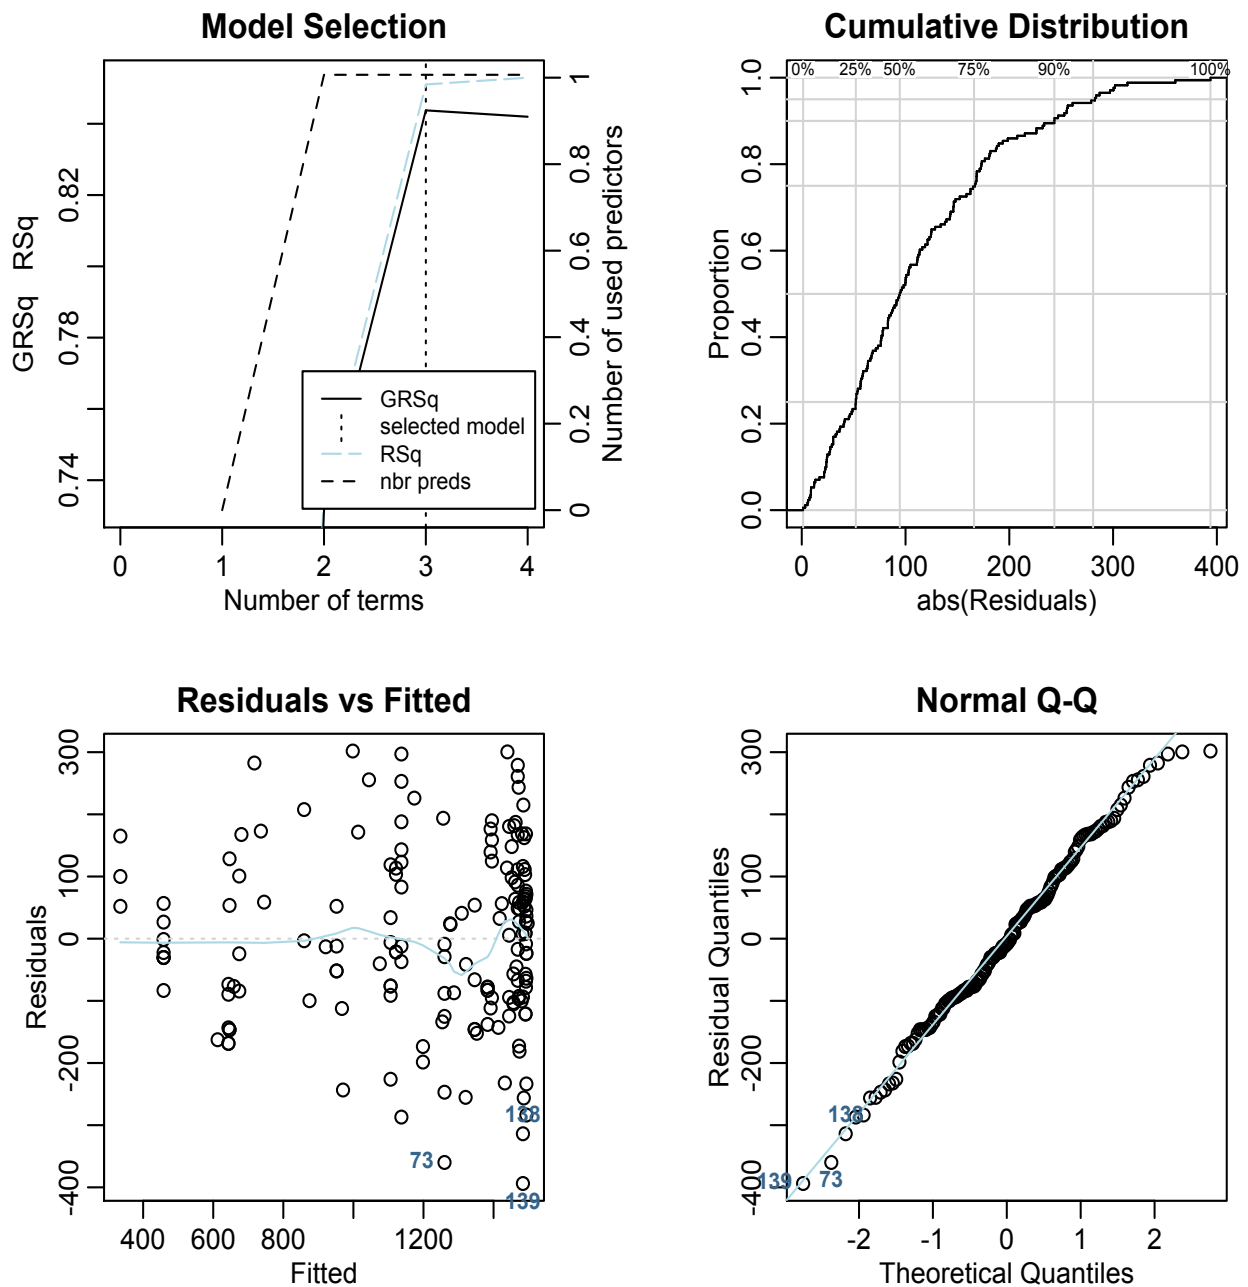 Model Selection
GRSq RSq
0.74 0.78 0.82
Number of used predictors
0 0.2 0.4 0.6 0.8 1
GRSq
selected model
RSq
nbr preds
0 1 2 3 4
Number of terms
Cumulative Distribution
0% 25% 50% 75% 90% 100%
Proportion
0.0 0.2 0.4 0.6 0.8 1.0
0 100 200 300 400
abs(Residuals)
Residuals vs Fitted
Residuals
-400 -200 0 100 300
138
73
139
400 600 800 1200
Fitted
Normal Q-Q
Residual Quantiles
-400 -200 0 100 300
138
139 73
-2 -1 0 1 2
Theoretical Quantiles